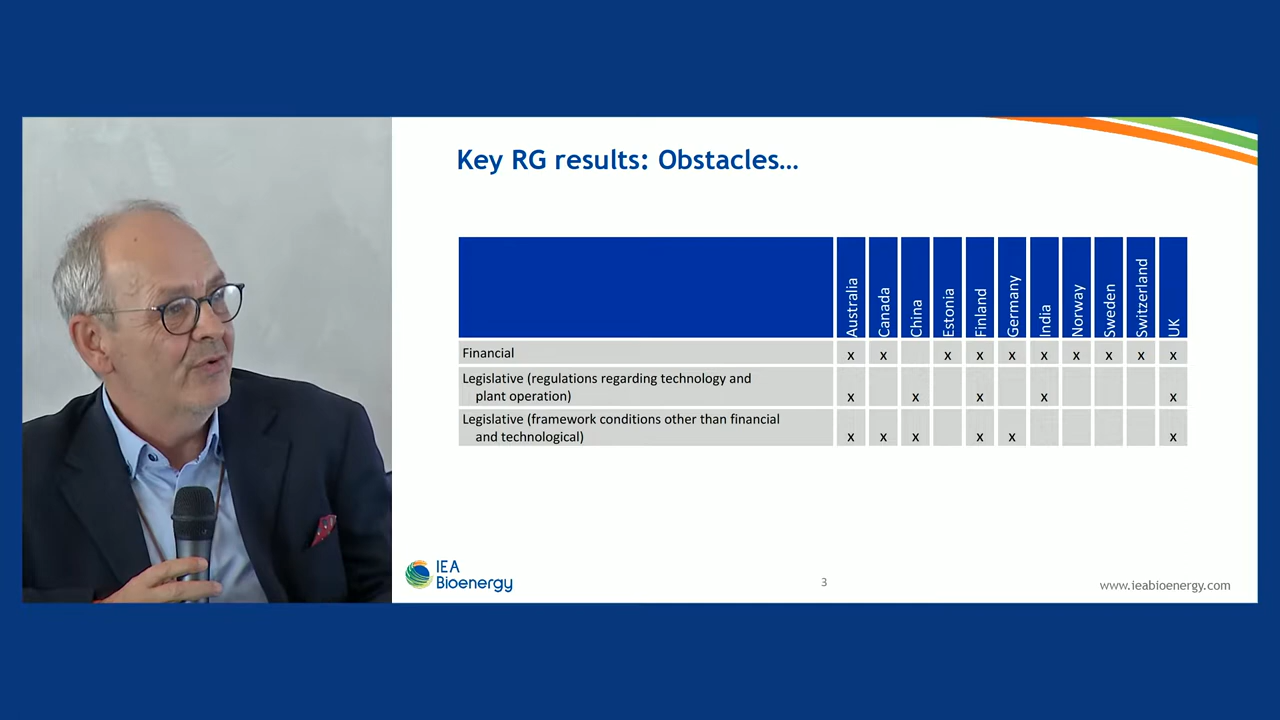 Key RG results: Obstacles…
Australia Canada China Estonia Finland Germany India Norway Sweden Switzerland UK
Financial x x x x x x x x x x
Legislative (regulations regarding technology and
plant operation) x x x x x
Legislative (framework conditions other than financial
and technological) x x x x x x
IEA
Bioenergy
3
www.ieabioenergy.com